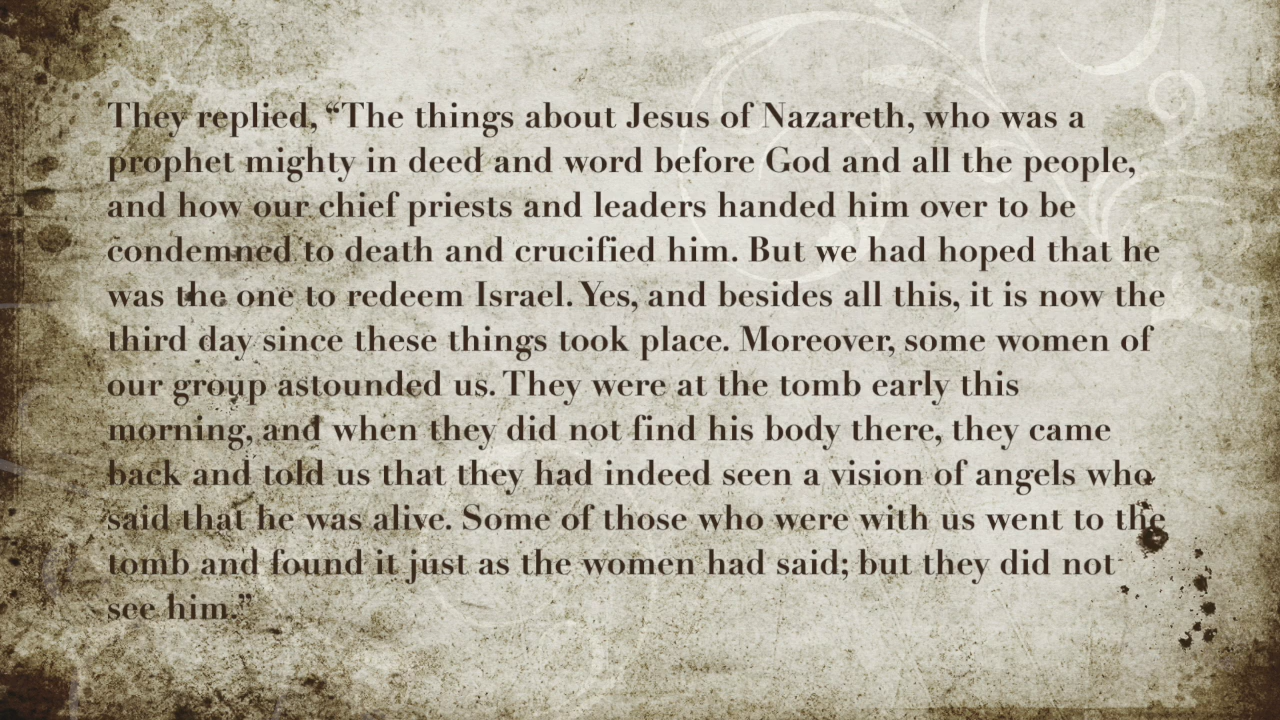 They replied, “The things about Jesus of Nazareth, who was a
prophet mighty in deed and word before God and all the people,
and how our chief priests and leaders handed him over to be
condemned to death and crucified him. But we had hoped that he
was the one to redeem Israel. Yes, and besides all this, it is now the
third day since these things took place. Moreover, some women of
our group astounded us. They were at the tomb early this
morning, and when they did not find his body there, they came
back and told us that they had indeed seen a vision of angels who
said that he was alive. Some of those who were with us went to the
tomb and found it just as the women had said; but they did not
see him.”